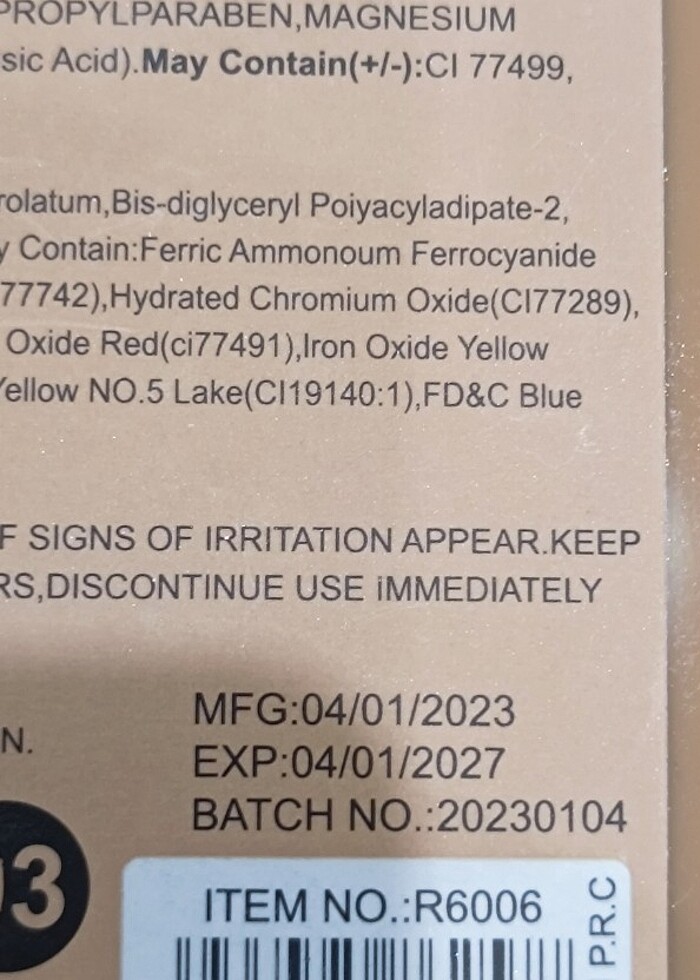 PROPYLPARABEN,MAGNESIUM
sic Acid).May Contain(+/-):CI 77499,
rolatum,Bis-diglyceryl Poiyacyladipate-2,
y Contain:Ferric Ammonoum Ferrocyanide
77742),Hydrated Chromium Oxide(CI77289),
Oxide Red(ci77491),Iron Oxide Yellow
Yellow NO.5 Lake(CI19140:1),FD&C Blue
F SIGNS OF IRRITATION APPEAR.KEEP
RS,DISCONTINUE USE iMMEDIATELY
N.
MFG:04/01/2023
EXP:04/01/2027
BATCH NO.:20230104
93
ITEM NO.:R6006
P.R.C